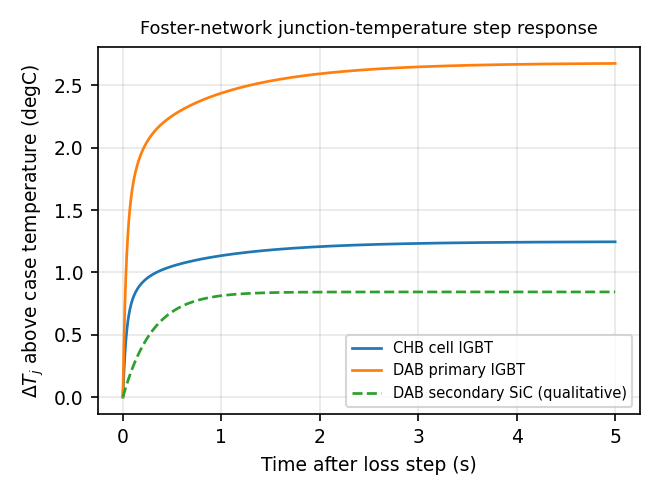 Foster-network junction-temperature step response
ΔTj above case temperature (degC)
2.5
2.0
1.5
1.0
0.5
0.0
CHB cell IGBT
DAB primary IGBT
DAB secondary SiC (qualitative)
0 1 2 3 4 5
Time after loss step (s)